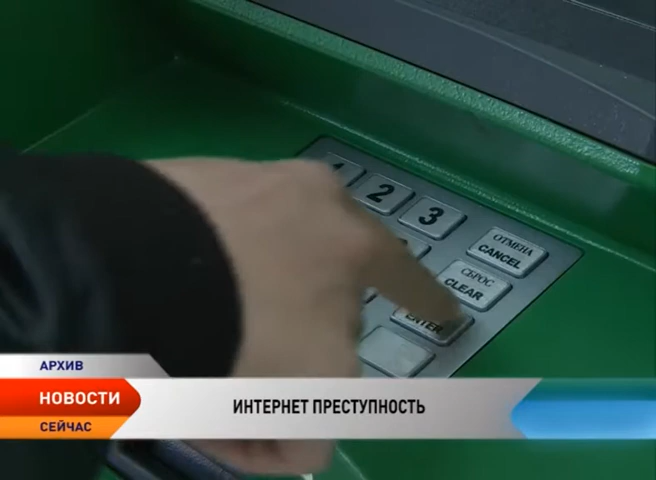 1
2
3
ОТМЕНА
CANCEL
СБРОС
CLEAR
ENTER
АРХИВ
НОВОСТИ
СЕЙЧАС
ИНТЕРНЕТ ПРЕСТУПНОСТЬ